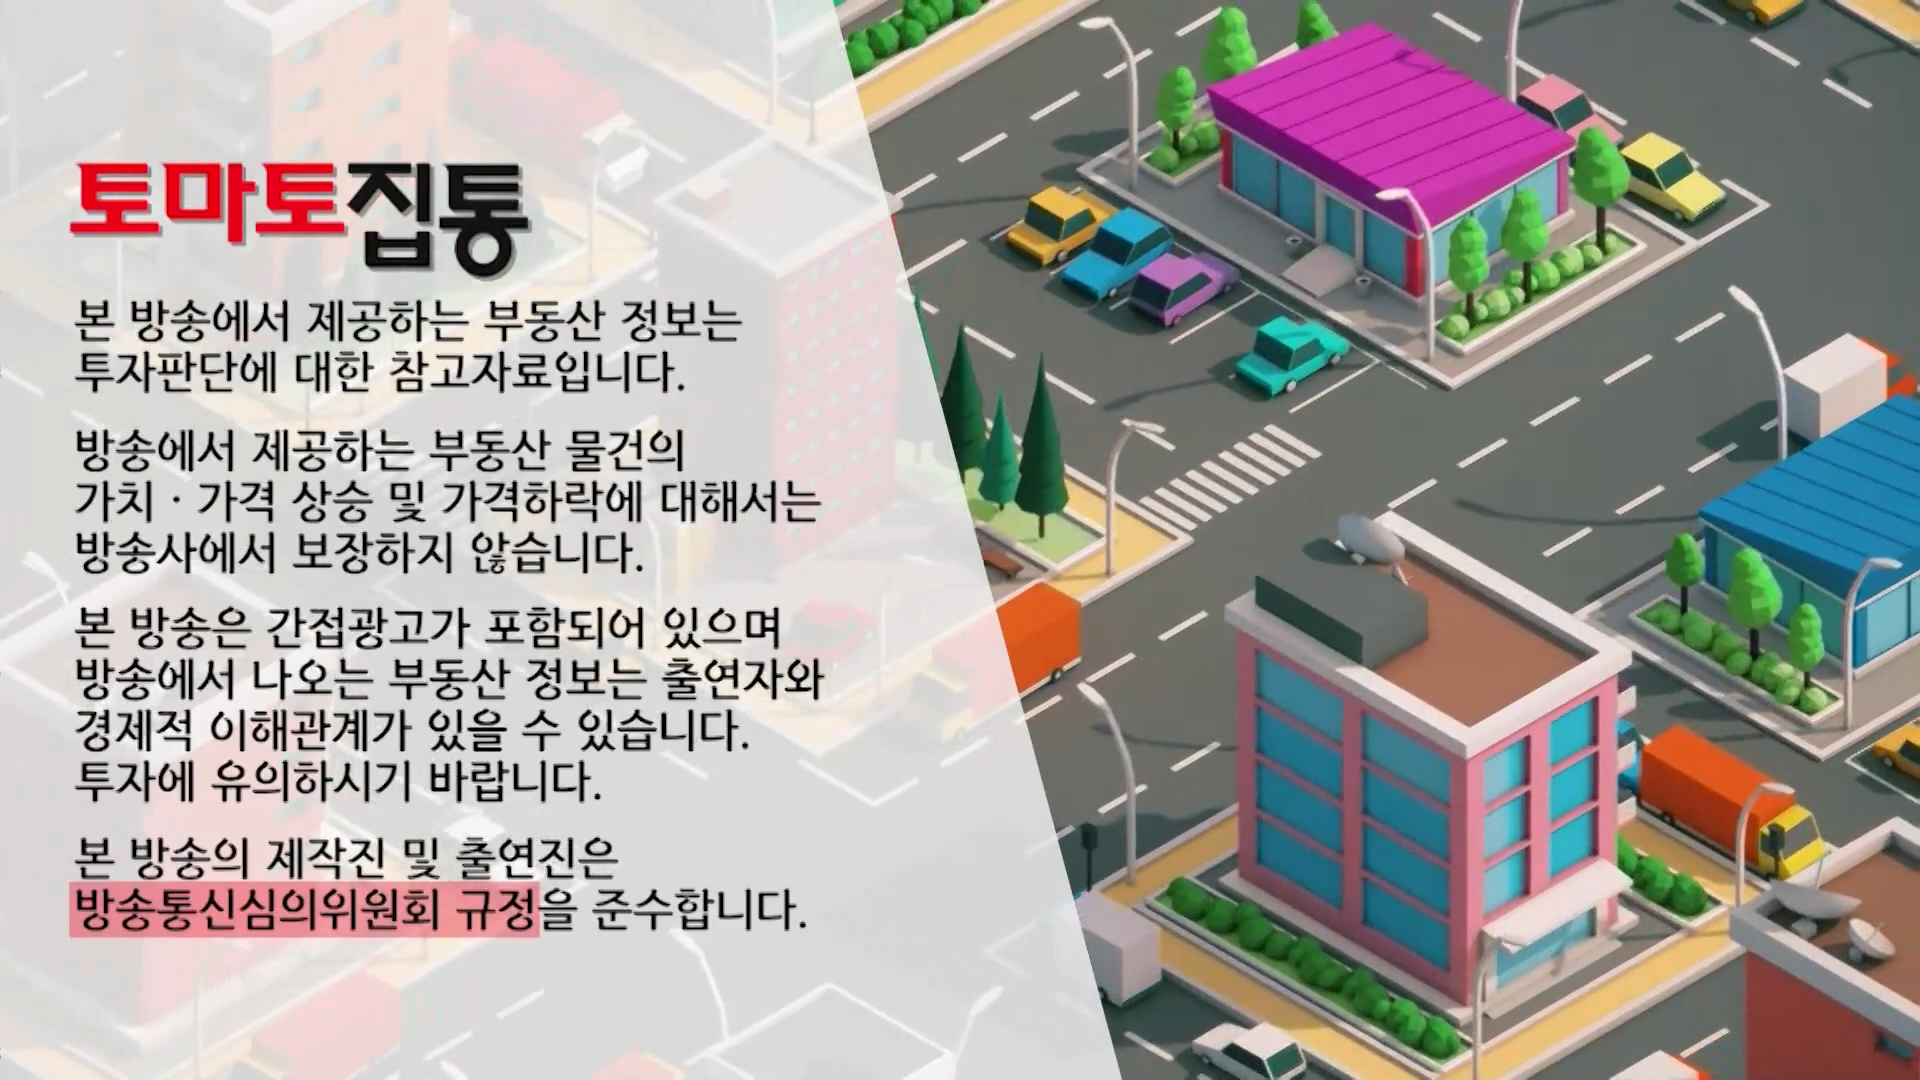 토마토집통
본 방송에서 제공하는 부동산 정보는
투자판단에 대한 참고자료입니다.
방송에서 제공하는 부동산 물건의
가치 · 가격 상승 및 가격하락에 대해서는
방송사에서 보장하지 않습니다.
본 방송은 간접광고가 포함되어 있으며
방송에서 나오는 부동산 정보는 출연자와
경제적 이해관계가 있을 수 있습니다.
투자에 유의하시기 바랍니다.
본 방송의 제작진 및 출연진은
방송통신심의위원회 규정을 준수합니다.